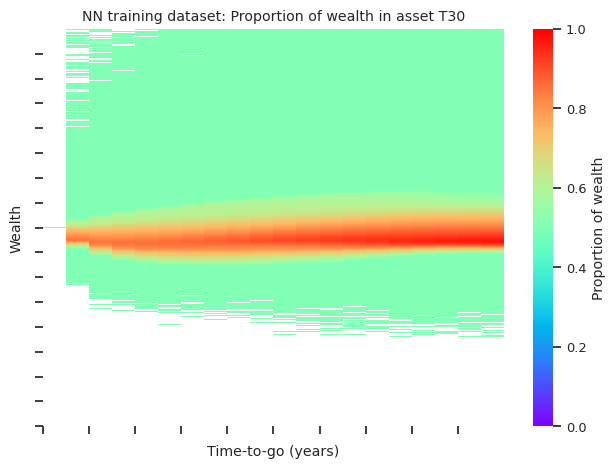 NN training dataset: Proportion of wealth in asset T30
Wealth
Time-to-go (years)
1.0
0.8
0.6
0.4
0.2
0.0
Proportion of wealth